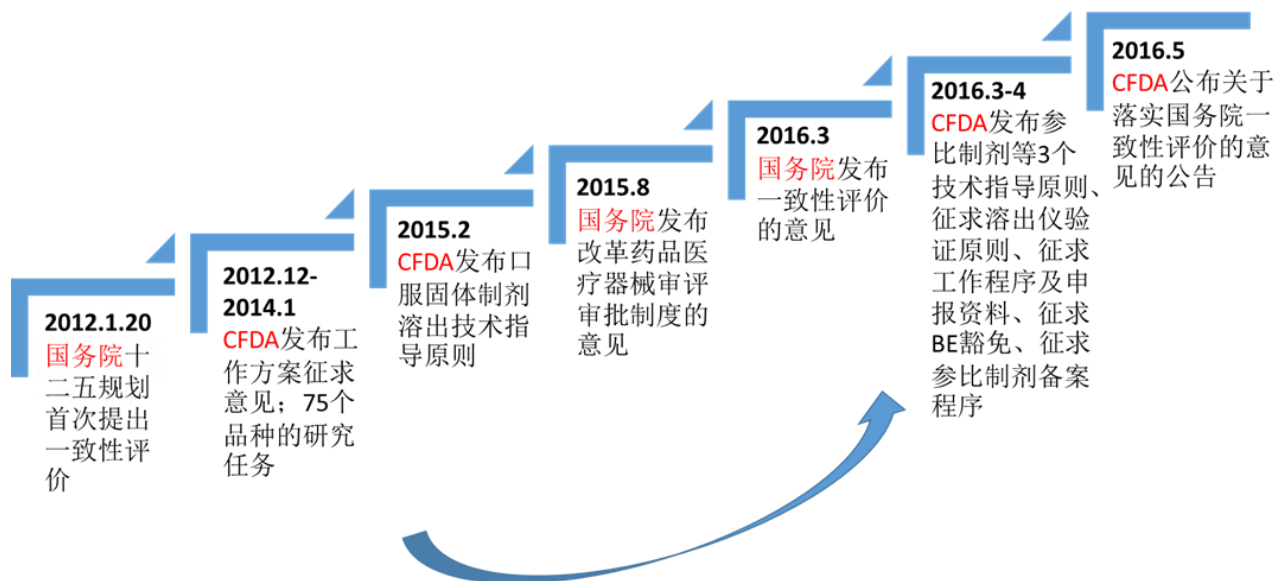 2012.1.20
国务院十
二五规划
首次提出
一致性评
价
2012.12-
2014.1
CFDA发布工
作方案征求
意见；75个
品种的研究
任务
2015.2
CFDA发布口
服固体制剂
溶出技术指
导原则
2015.8
国务院发布
改革药品医
疗器械审评
审批制度的
意见
2016.3
国务院发布
一致性评价
的意见
2016.3-4
CFDA发布参
比制剂等3个
技术指导原则、
征求溶出仪验
证原则、征求
工作程序及申
报资料、征求
BE豁免、征求
参比制剂备案
程序
2016.5
CFDA公布关于
落实国务院一
致性评价的意
见的公告